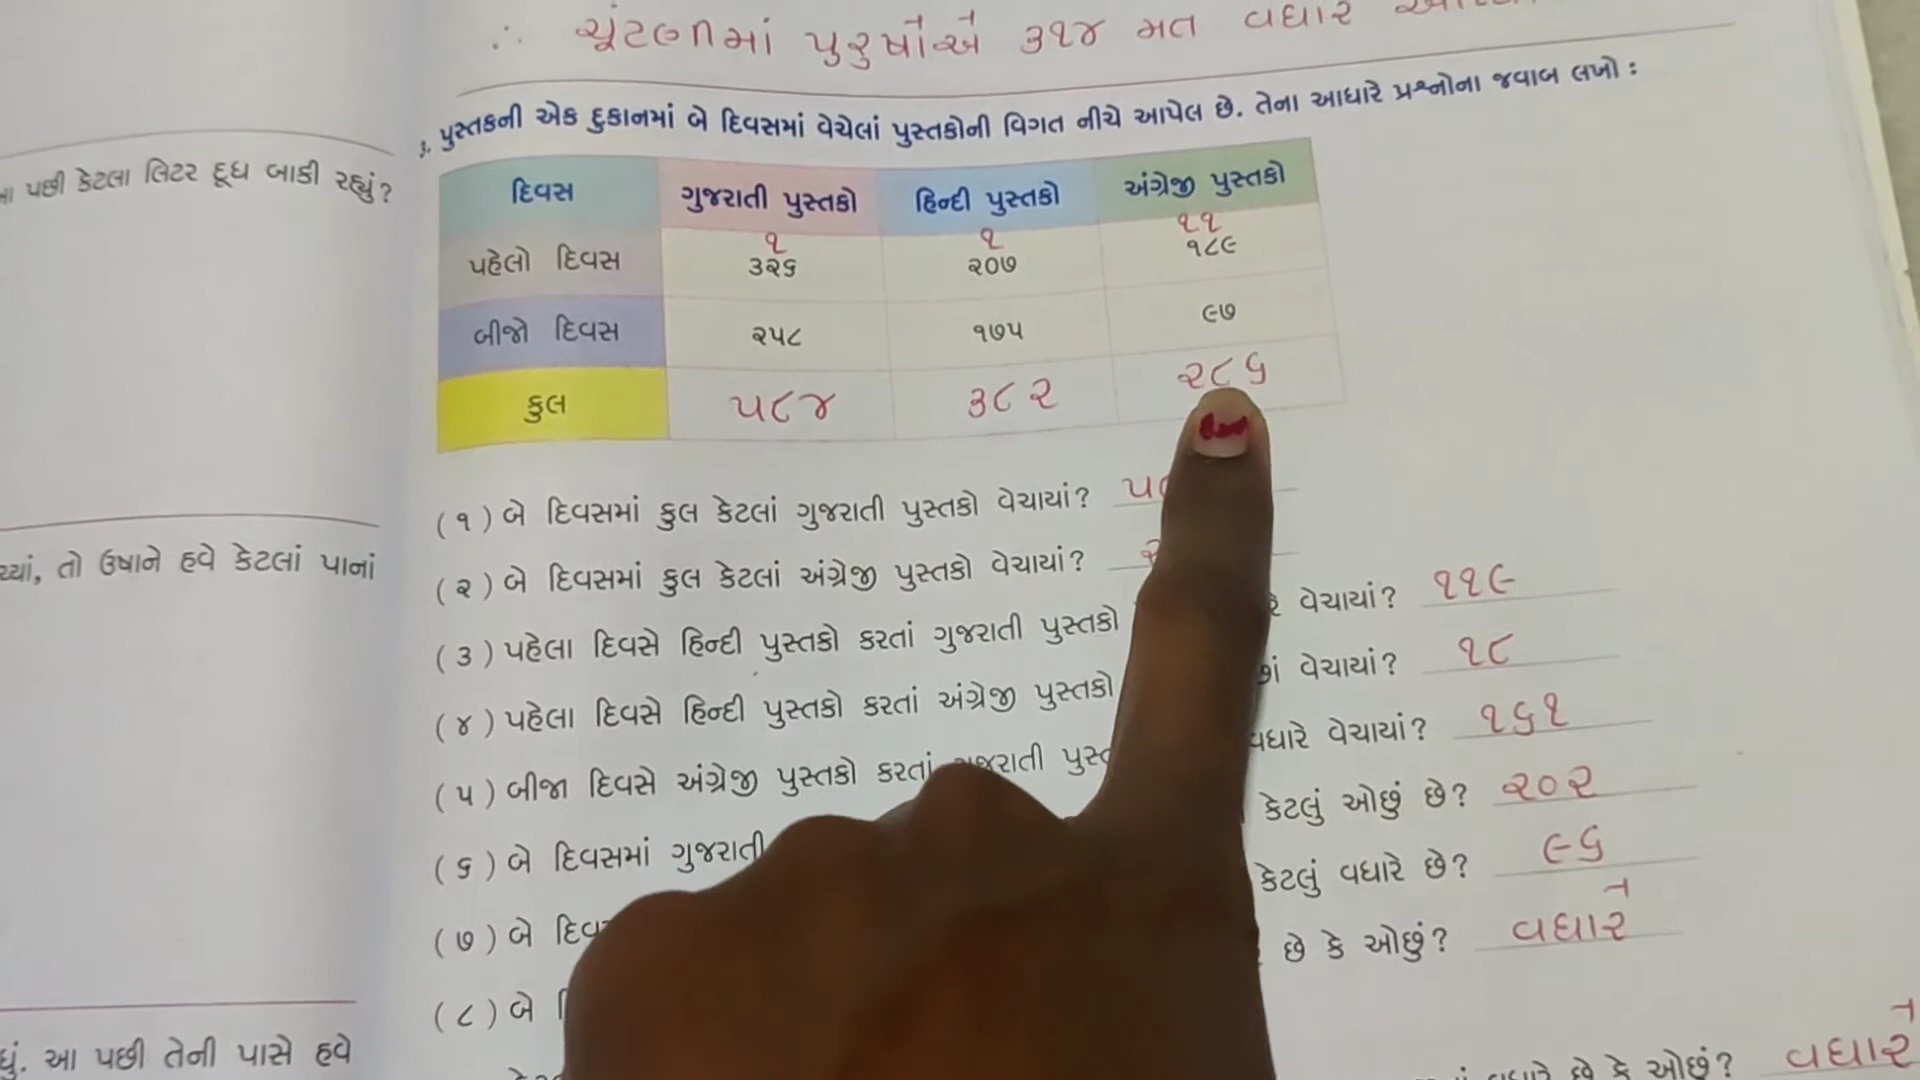 ∴ ચૂંટણીમાં પુરુષોએ ૩૧૪ મત વધારે
૩. પુસ્તકની એક દુકાનમાં બે દિવસમાં વેચેલાં પુસ્તકોની વિગત નીચે આપેલ છે. તેના આધારે પ્રશ્નોના જવાબ લખો :
દિવસ ગુજરાતી પુસ્તકો હિન્દી પુસ્તકો અંગ્રેજી પુસ્તકો
૧ ૧ ૧૧
પહેલો દિવસ ૩૨૬ ૨૦૭ ૧૮૯
બીજો દિવસ ૨૫૮ ૧૭૫ ૯૭
કુલ ૫૮૪ ૩૮૨ ૨૮૬
(૧) બે દિવસમાં કુલ કેટલાં ગુજરાતી પુસ્તકો વેચાયાં?
(૨) બે દિવસમાં કુલ કેટલાં અંગ્રેજી પુસ્તકો વેચાયાં?
(૩) પહેલા દિવસે હિન્દી પુસ્તકો કરતાં ગુજરાતી પુસ્તકો વેચાયાં? ૧૧૯
(૪) પહેલા દિવસે હિન્દી પુસ્તકો કરતાં અંગ્રેજી પુસ્તકો વેચાયાં? ૧૮
(૫) બીજા દિવસે અંગ્રેજી પુસ્તકો કરતાં ગુજરાતી વધારે વેચાયાં? ૧૬૧
(૬) બે દિવસમાં ગુજરાતી કેટલું ઓછું છે? ૨૦૨
(૭) બે કેટલું વધારે છે? ૯૬
(૮) બે છે કે ઓછું? વધારે
છે કે ઓછું? વધારે
પછી કેટલા લિટર દૂધ બાકી રહ્યું?
તો ઉષાને હવે કેટલાં પાનાં
આ પછી તેની પાસે હવે